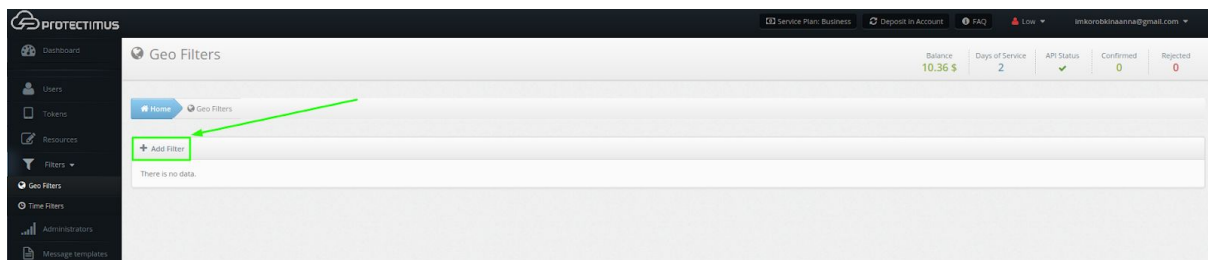 PROTECTIMUS
Service Plan: Business
Deposit in Account
FAQ
Low
imkorobkinaanna@gmail.com
Dashboard
Users
Tokens
Resources
Filters
Geo Filters
Time Filters
Administrators
Message templates
Geo Filters
Balance
10.36 $
Days of Service
2
API Status
Confirmed
0
Rejected
0
Home
Geo Filters
Add Filter
There is no data.